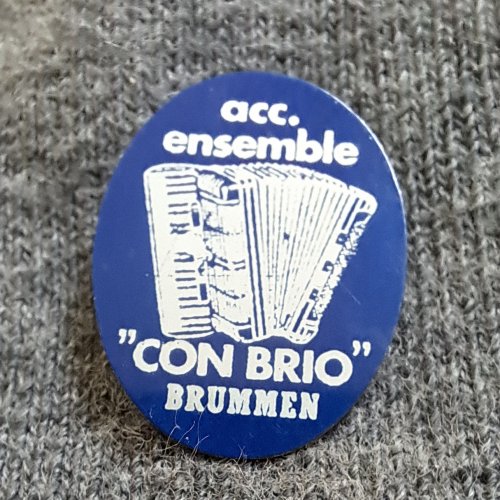 acc.
ensemble
"CON BRIO"
BRUMMEN